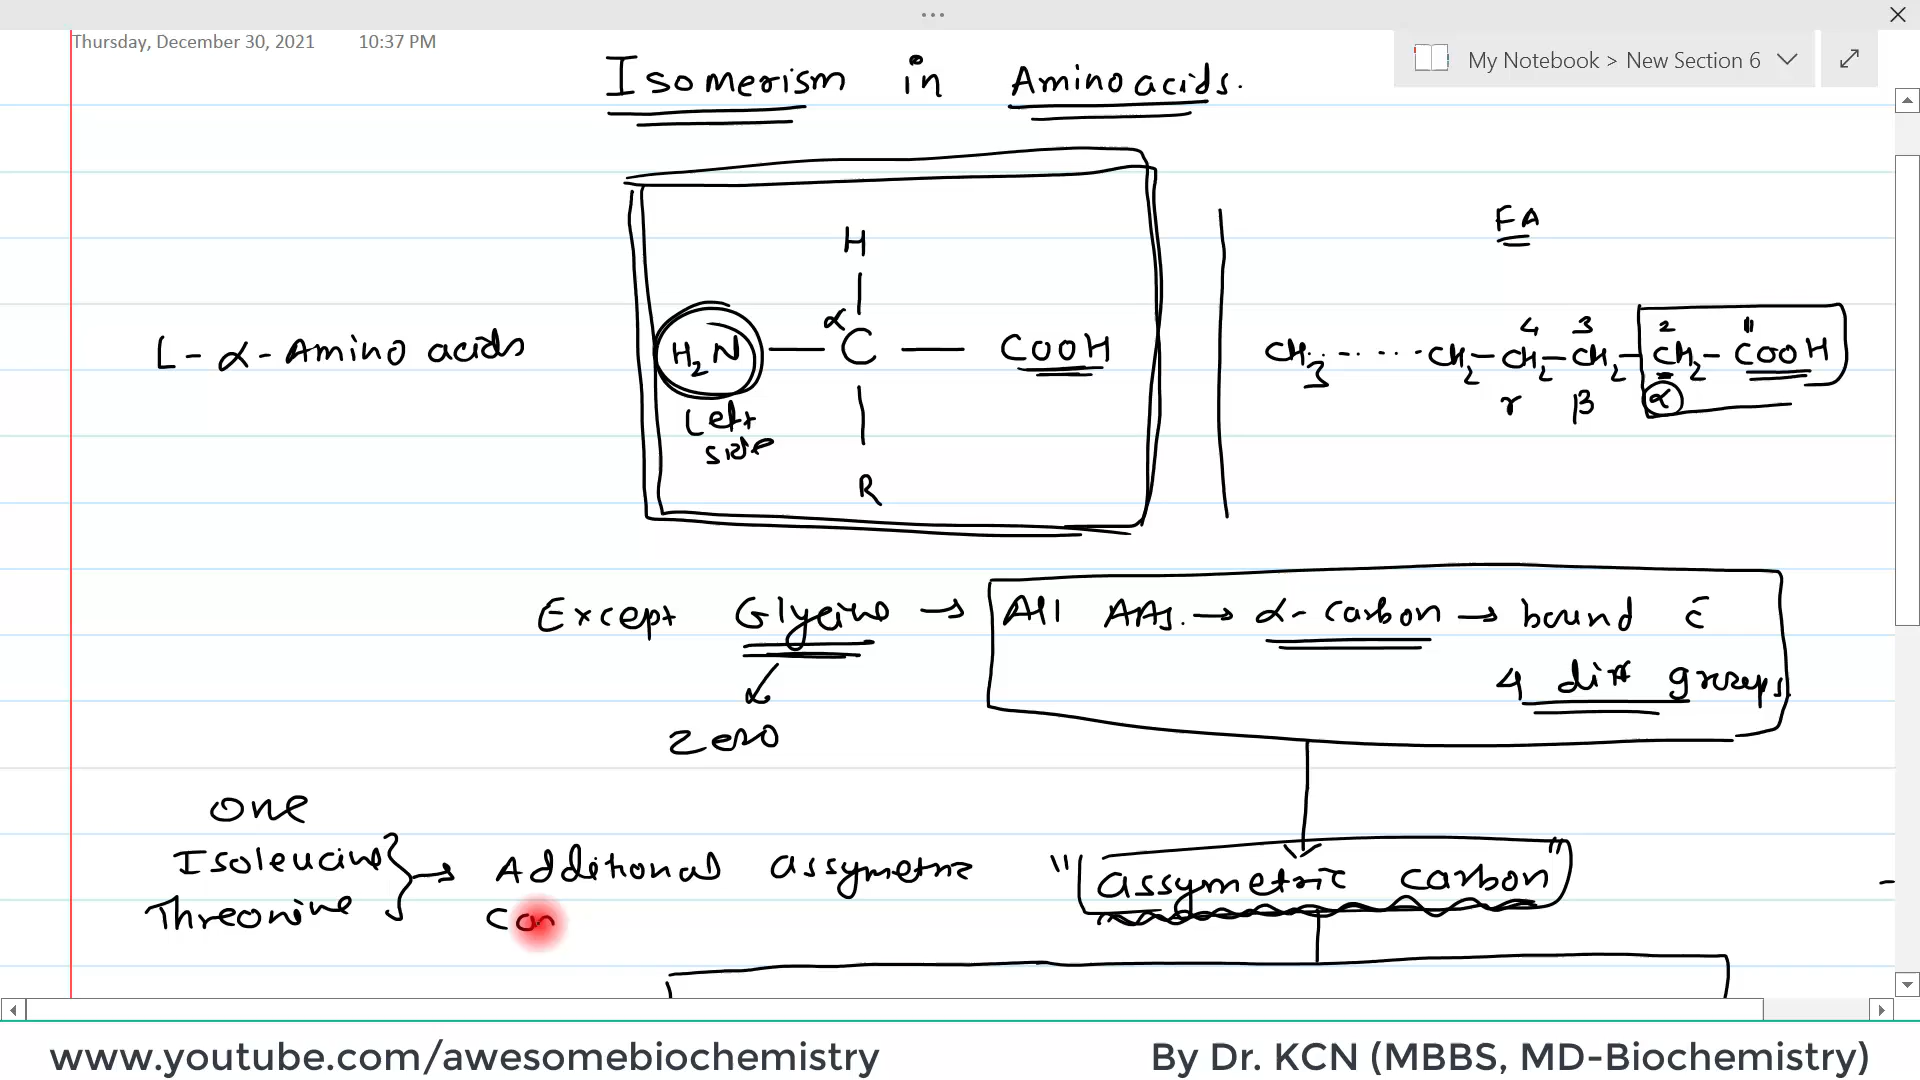 Thursday, December 30, 2021 10:37 PM
My Notebook > New Section 6
Isomerism in Aminoacids.
L-α-Amino acids
H
H₂N — C — COOH
α
Left
side
R
FA
4 3 2 1
CH₃ ······ CH₂ – CH₂ – CH₂ – CH₂ – COOH
γ β α
Except Glycine → All AAs. → α-carbon → bound c̄
4 diff groups
Zero
One
Isoleucine
Threonine } → Additional assymetric
Car
"assymetric carbon"
www.youtube.com/awesomebiochemistry
By Dr. KCN (MBBS, MD-Biochemistry)